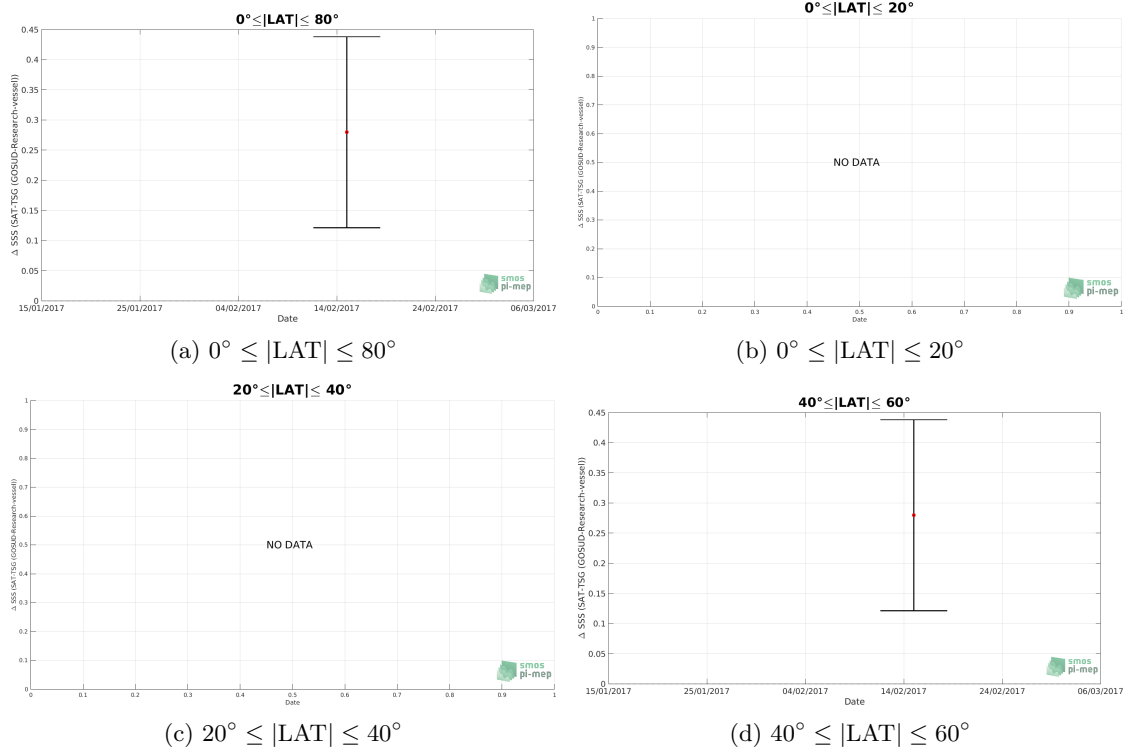 0°≤|LAT|≤ 80°
0.45
0.4
0.35
0.3
0.25
0.2
0.15
0.1
0.05
0
Δ SSS (SAT-TSG (GOSUD-Research-vessel))
15/01/2017 25/01/2017 04/02/2017 14/02/2017 24/02/2017 06/03/2017
Date
smos
pi-mep
(a) 0° ≤ |LAT| ≤ 80°
0°≤|LAT|≤ 20°
1
0.9
0.8
0.7
0.6
0.5
0.4
0.3
0.2
0.1
0
Δ SSS (SAT-TSG (GOSUD-Research-vessel))
NO DATA
0 0.1 0.2 0.3 0.4 0.5 0.6 0.7 0.8 0.9 1
Date
smos
pi-mep
(b) 0° ≤ |LAT| ≤ 20°
20°≤|LAT|≤ 40°
1
0.9
0.8
0.7
0.6
0.5
0.4
0.3
0.2
0.1
0
Δ SSS (SAT-TSG (GOSUD-Research-vessel))
NO DATA
0 0.1 0.2 0.3 0.4 0.5 0.6 0.7 0.8 0.9 1
Date
smos
pi-mep
(c) 20° ≤ |LAT| ≤ 40°
40°≤|LAT|≤ 60°
0.45
0.4
0.35
0.3
0.25
0.2
0.15
0.1
0.05
0
Δ SSS (SAT-TSG (GOSUD-Research-vessel))
15/01/2017 25/01/2017 04/02/2017 14/02/2017 24/02/2017 06/03/2017
Date
smos
pi-mep
(d) 40° ≤ |LAT| ≤ 60°